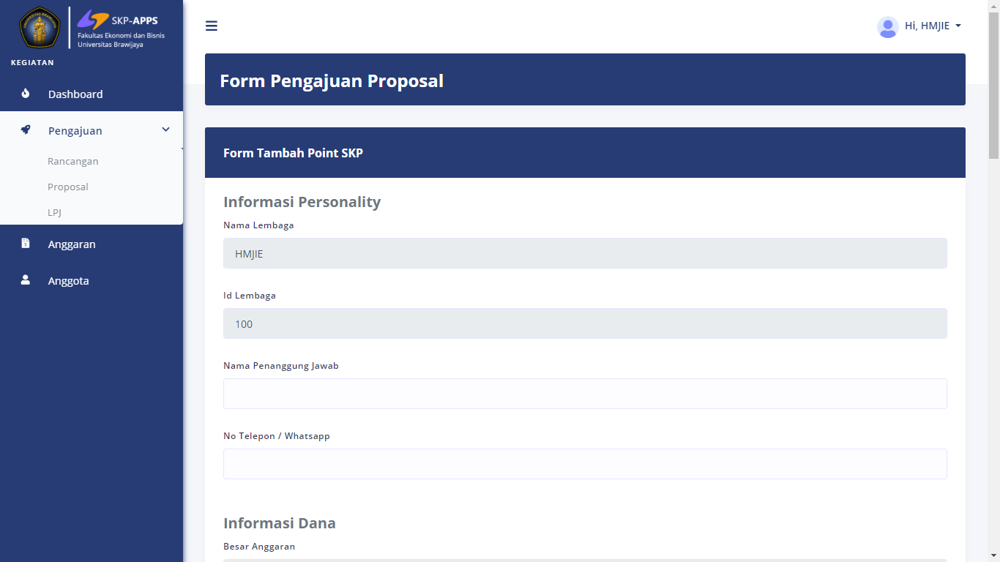 UNIVERSITAS BRAWIJAYA
SKP-APPS
Fakultas Ekonomi dan Bisnis
Universitas Brawijaya
KEGIATAN
Dashboard
Pengajuan
Rancangan
Proposal
LPJ
Anggaran
Anggota
Hi, HMJIE
Form Pengajuan Proposal
Form Tambah Point SKP
Informasi Personality
Nama Lembaga
HMJIE
Id Lembaga
100
Nama Penanggung Jawab
No Telepon / Whatsapp
Informasi Dana
Besar Anggaran